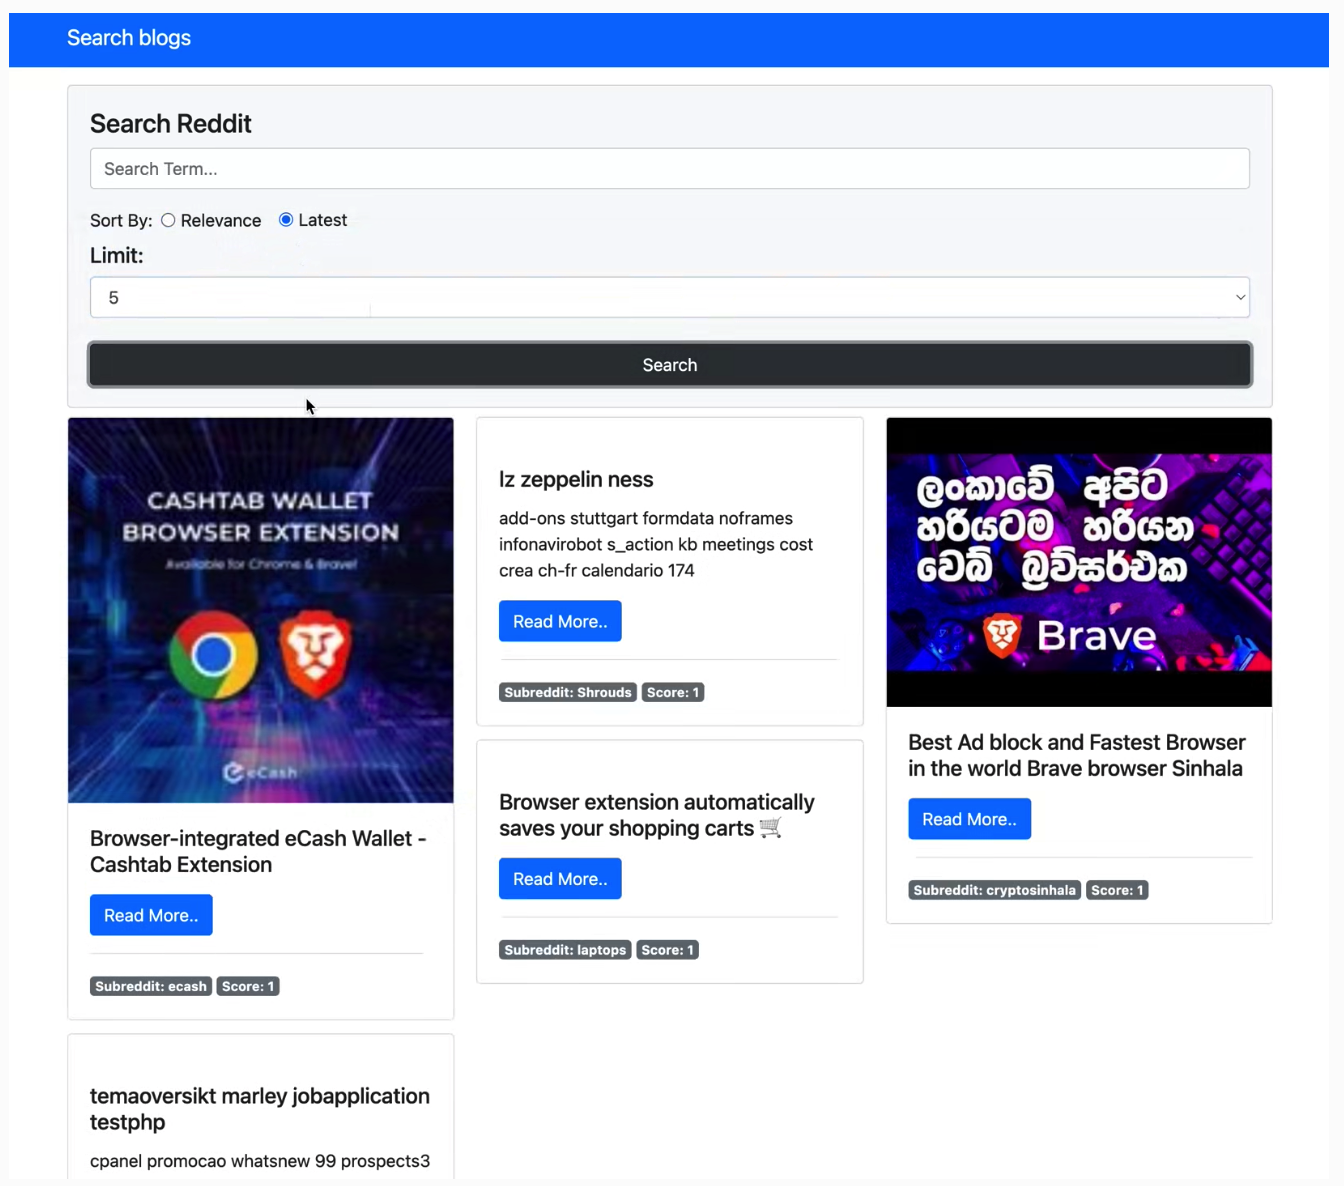 Search blogs
Search Reddit
Search Term...
Sort By: Relevance Latest
Limit:
5
Search
CASHTAB WALLET
BROWSER EXTENSION
Available for Chrome & Brave!
eCash
Browser-integrated eCash Wallet -
Cashtab Extension
Read More..
Subreddit: ecash Score: 1
temaoversikt marley jobapplication
testphp
cpanel promocao whatsnew 99 prospects3
lz zeppelin ness
add-ons stuttgart formdata noframes
infonavirobot s_action kb meetings cost
crea ch-fr calendario 174
Read More..
Subreddit: Shrouds Score: 1
Browser extension automatically
saves your shopping carts 🛒
Read More..
Subreddit: laptops Score: 1
ලංකාවේ අපිට
හරියටම හරියන
වෙබ් බ්‍රව්සර්එක
Brave
Best Ad block and Fastest Browser
in the world Brave browser Sinhala
Read More..
Subreddit: cryptosinhala Score: 1